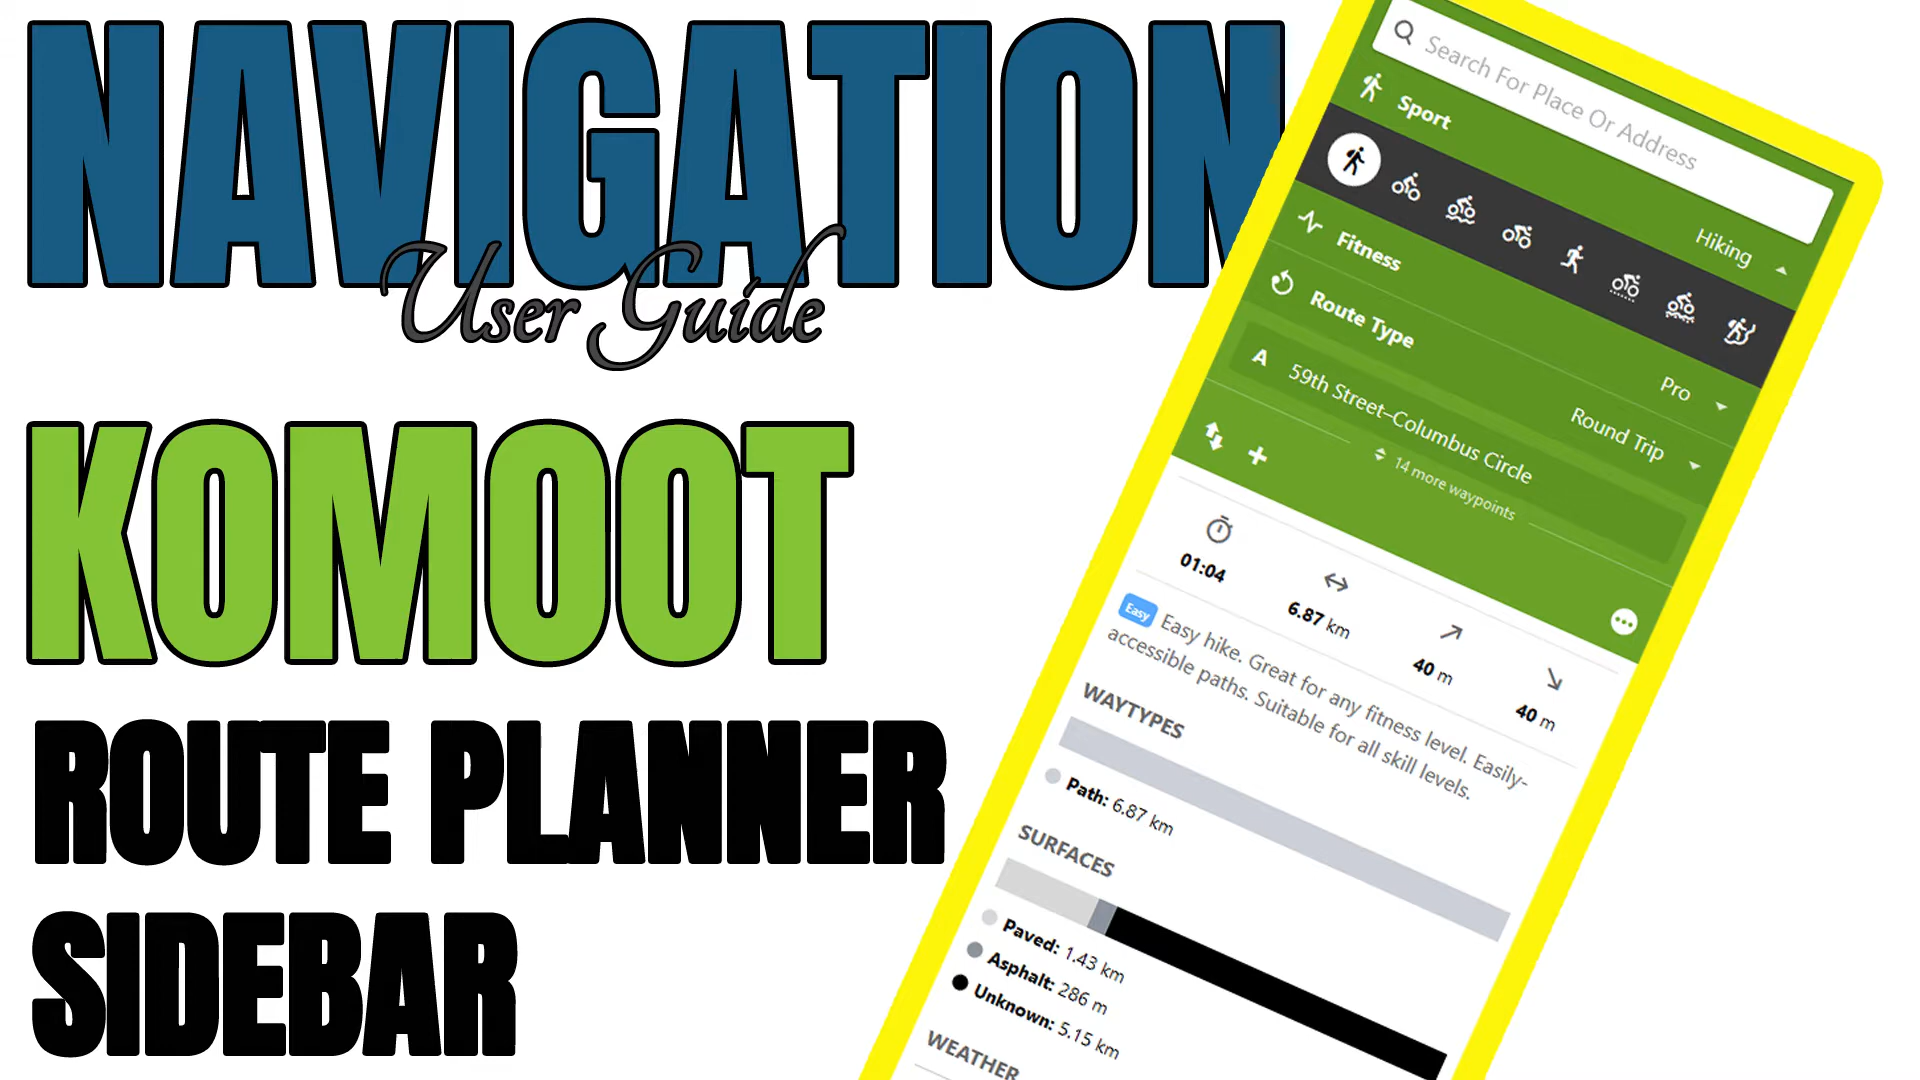 NAVIGATION
User Guide
KOMOOT
ROUTE PLANNER
SIDEBAR
Search For Place Or Address
Sport
Hiking
Fitness
Pro
Route Type
Round Trip
A 59th Street–Columbus Circle
14 more waypoints
01:04
6.87 km
40 m
40 m
Easy Easy hike. Great for any fitness level. Easily-
accessible paths. Suitable for all skill levels.
WAYTYPES
Path: 6.87 km
SURFACES
Paved: 1.43 km
Asphalt: 286 m
Unknown: 5.15 km
WEATHER